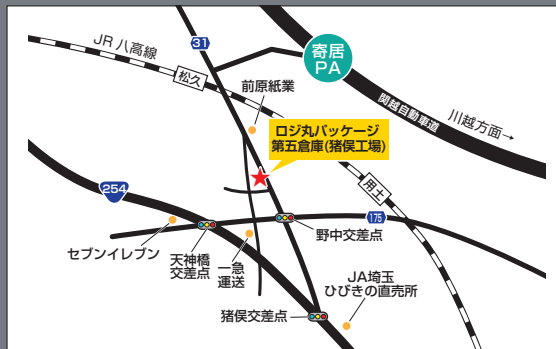 31
JR 八高線
寄居
PA
松久
前原紙業
関越自動車道
川越方面→
ロジ丸パッケージ
第五倉庫(猪俣工場)
254
用土
175
セブンイレブン
天神橋
交差点
一急
運送
野中交差点
猪俣交差点
JA埼玉
ひびきの直売所